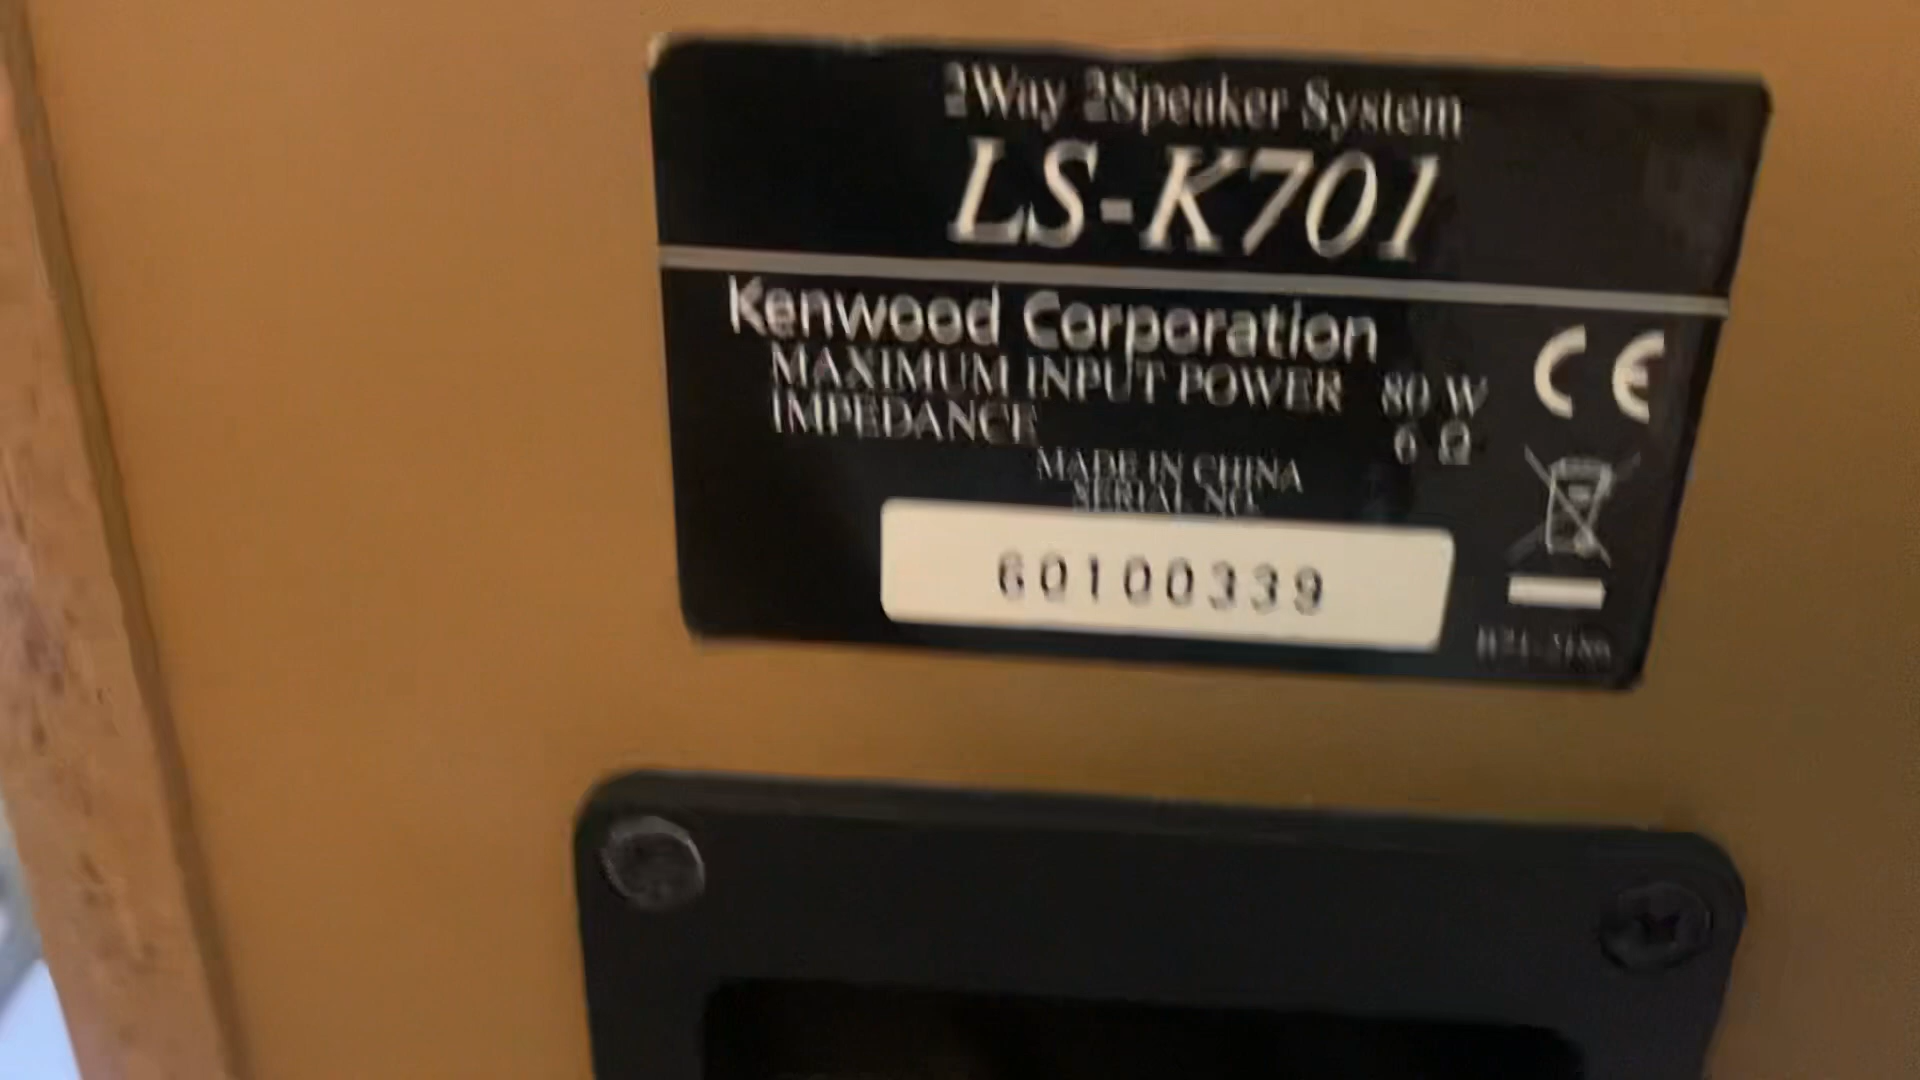 2Way 2Speaker System
LS-K701
Kenwood Corporation
MAXIMUM INPUT POWER 80 W
IMPEDANCE 6 Ω
MADE IN CHINA
SERIAL NO.
60100339
CE